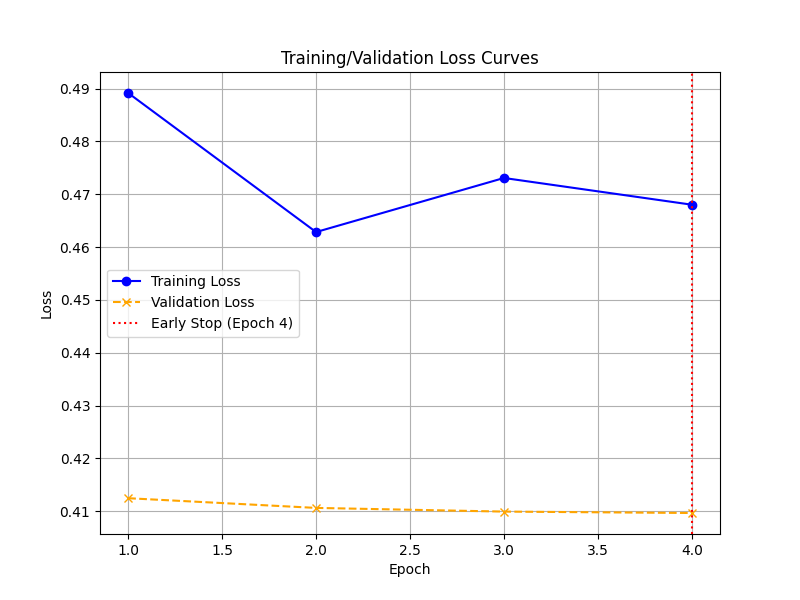 Training/Validation Loss Curves
0.49
0.48
0.47
0.46
0.45
0.44
0.43
0.42
0.41
Loss
Training Loss
Validation Loss
Early Stop (Epoch 4)
1.0 1.5 2.0 2.5 3.0 3.5 4.0
Epoch